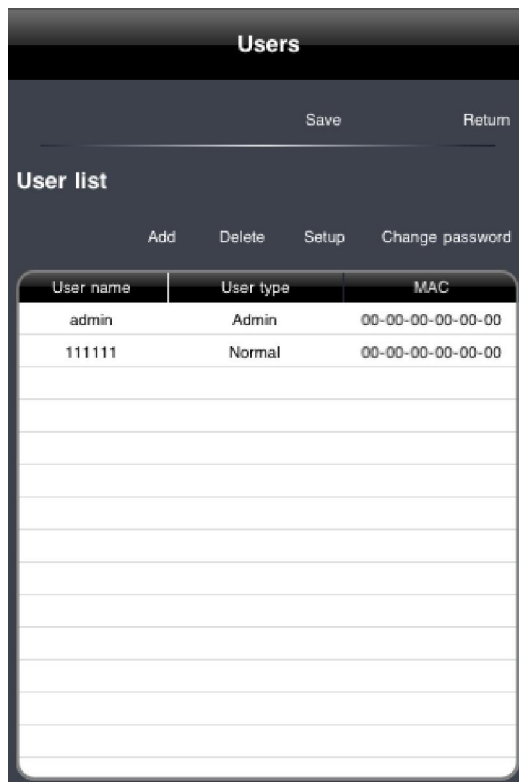 Users
Save Return
User list
Add Delete Setup Change password
User name User type MAC
admin Admin 00-00-00-00-00-00
111111 Normal 00-00-00-00-00-00